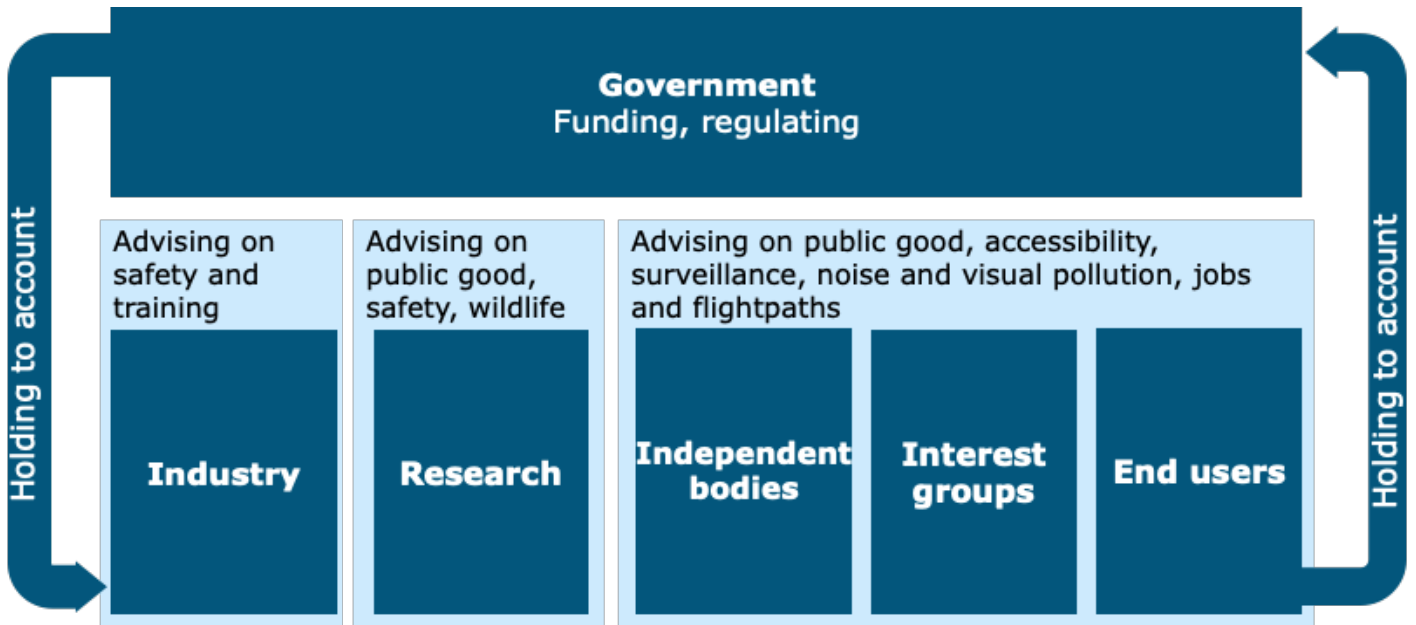 Government
Funding, regulating
Holding to account
Advising on
safety and
training
Industry
Advising on
public good,
safety, wildlife
Research
Advising on public good, accessibility,
surveillance, noise and visual pollution, jobs
and flightpaths
Independent
bodies
Interest
groups
End users
Holding to account